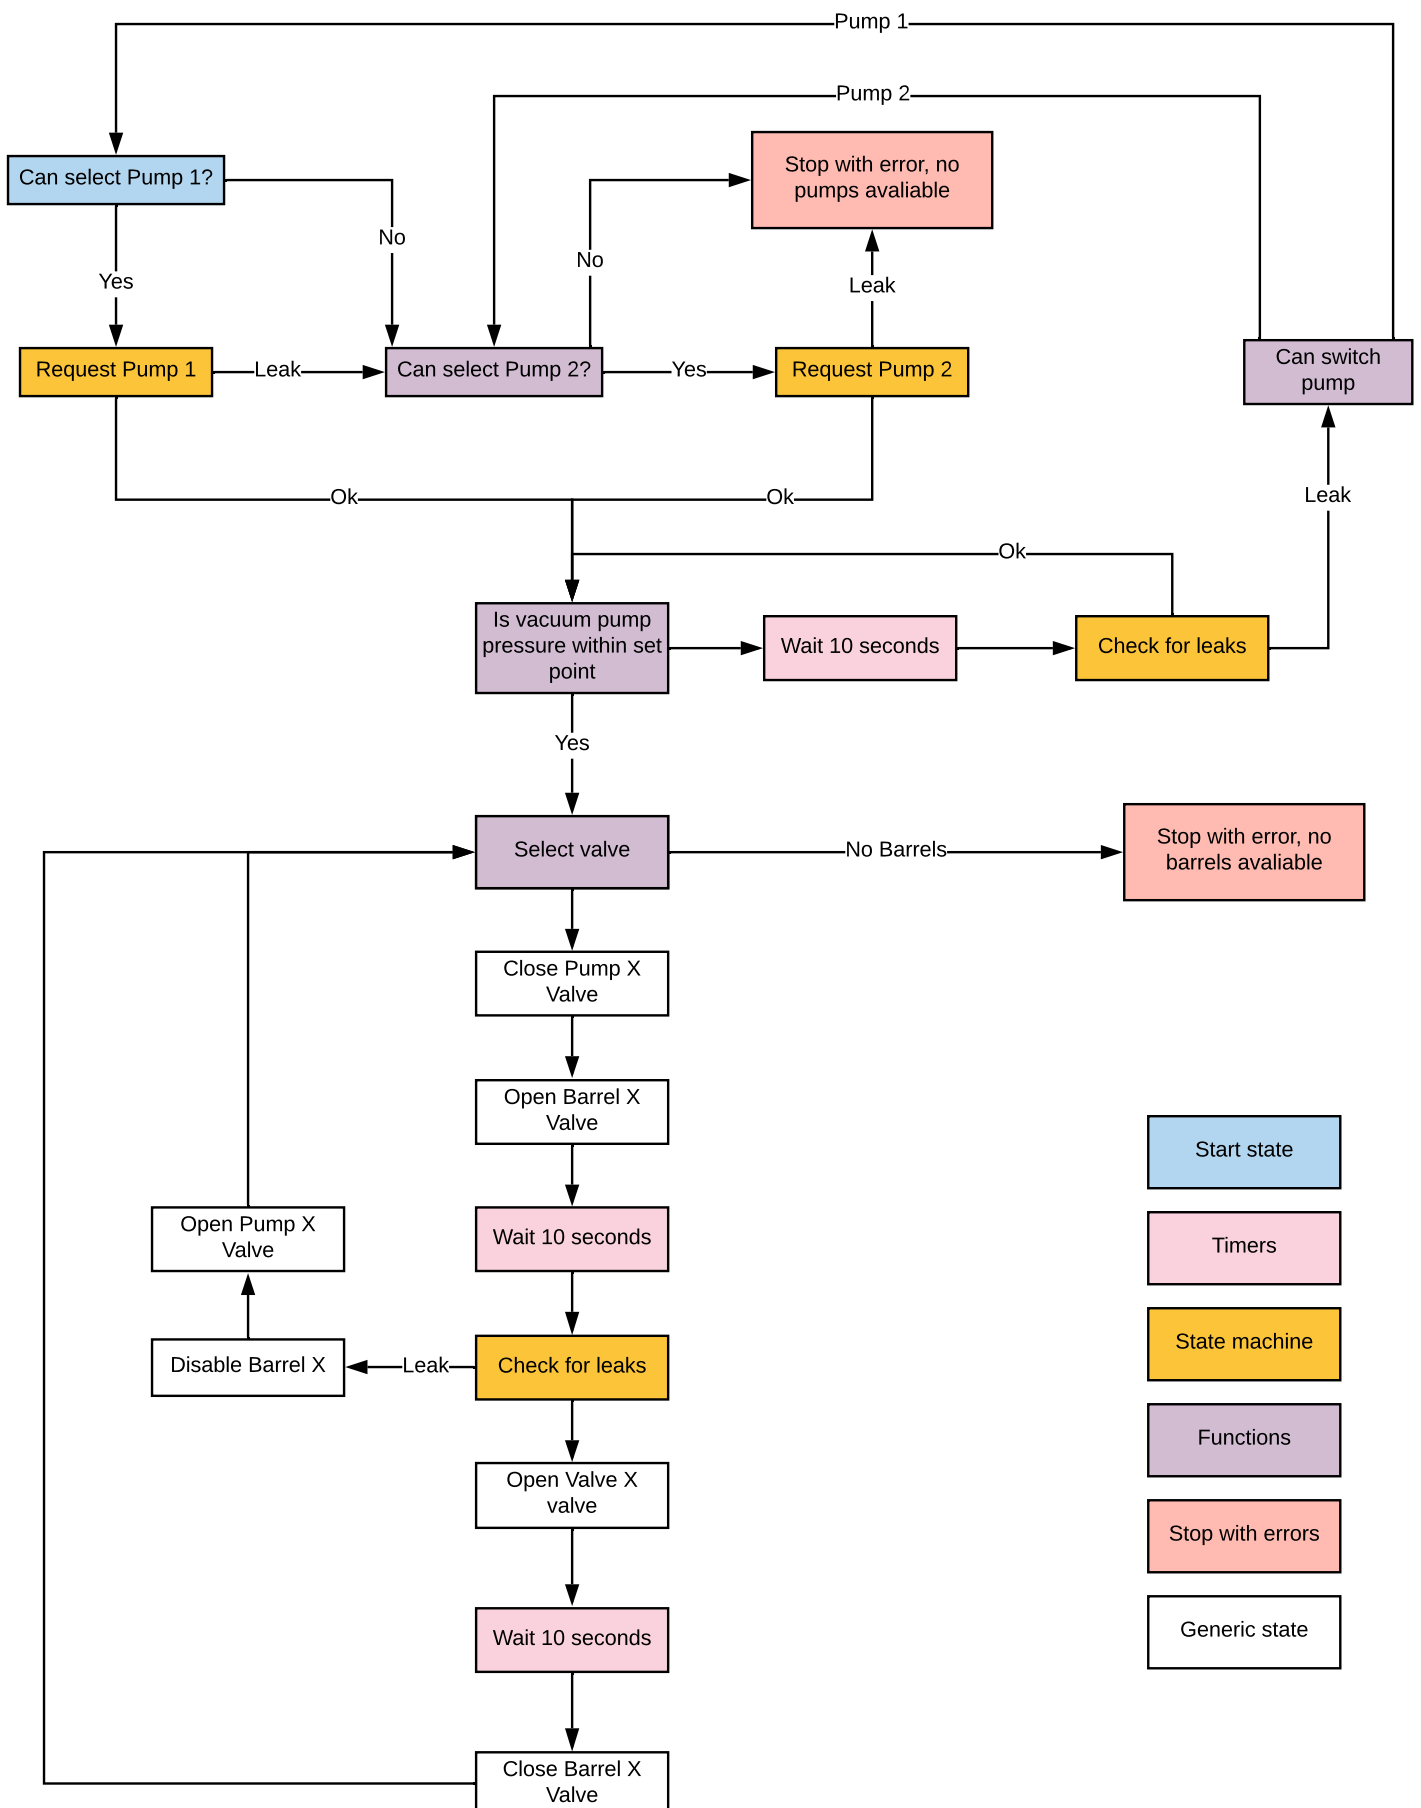 Pump 1
Pump 2
Can select Pump 1?
Stop with error, no
pumps avaliable
No
No
Yes
Leak
Request Pump 1
Leak
Can select Pump 2?
Yes
Request Pump 2
Can switch
pump
Ok
Ok
Leak
Ok
Is vacuum pump
pressure within set
point
Wait 10 seconds
Check for leaks
Yes
Select valve
No Barrels
Stop with error, no
barrels avaliable
Close Pump X
Valve
Open Barrel X
Valve
Start state
Open Pump X
Valve
Wait 10 seconds
Timers
Disable Barrel X
Leak
Check for leaks
State machine
Functions
Open Valve X
valve
Stop with errors
Wait 10 seconds
Generic state
Close Barrel X
Valve